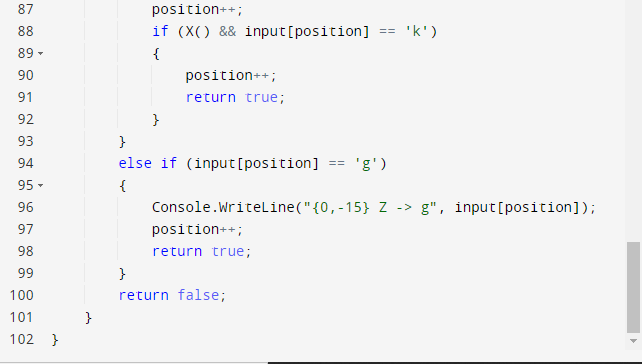 87 position++;
88 if (X() && input[position] == 'k')
89 {
90 position++;
91 return true;
92 }
93 }
94 else if (input[position] == 'g')
95 {
96 Console.WriteLine("{0,-15} Z -> g", input[position]);
97 position++;
98 return true;
99 }
100 return false;
101 }
102 }